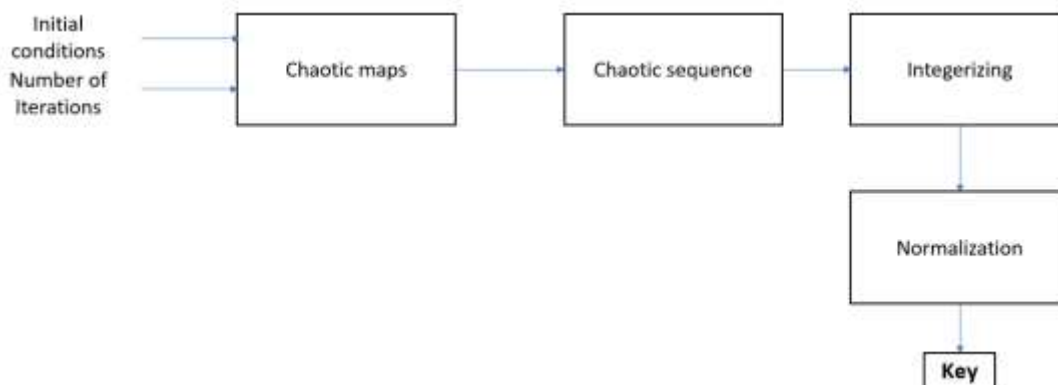 Initial
conditions
Number of
Iterations
Chaotic maps
Chaotic sequence
Integerizing
Normalization
Key